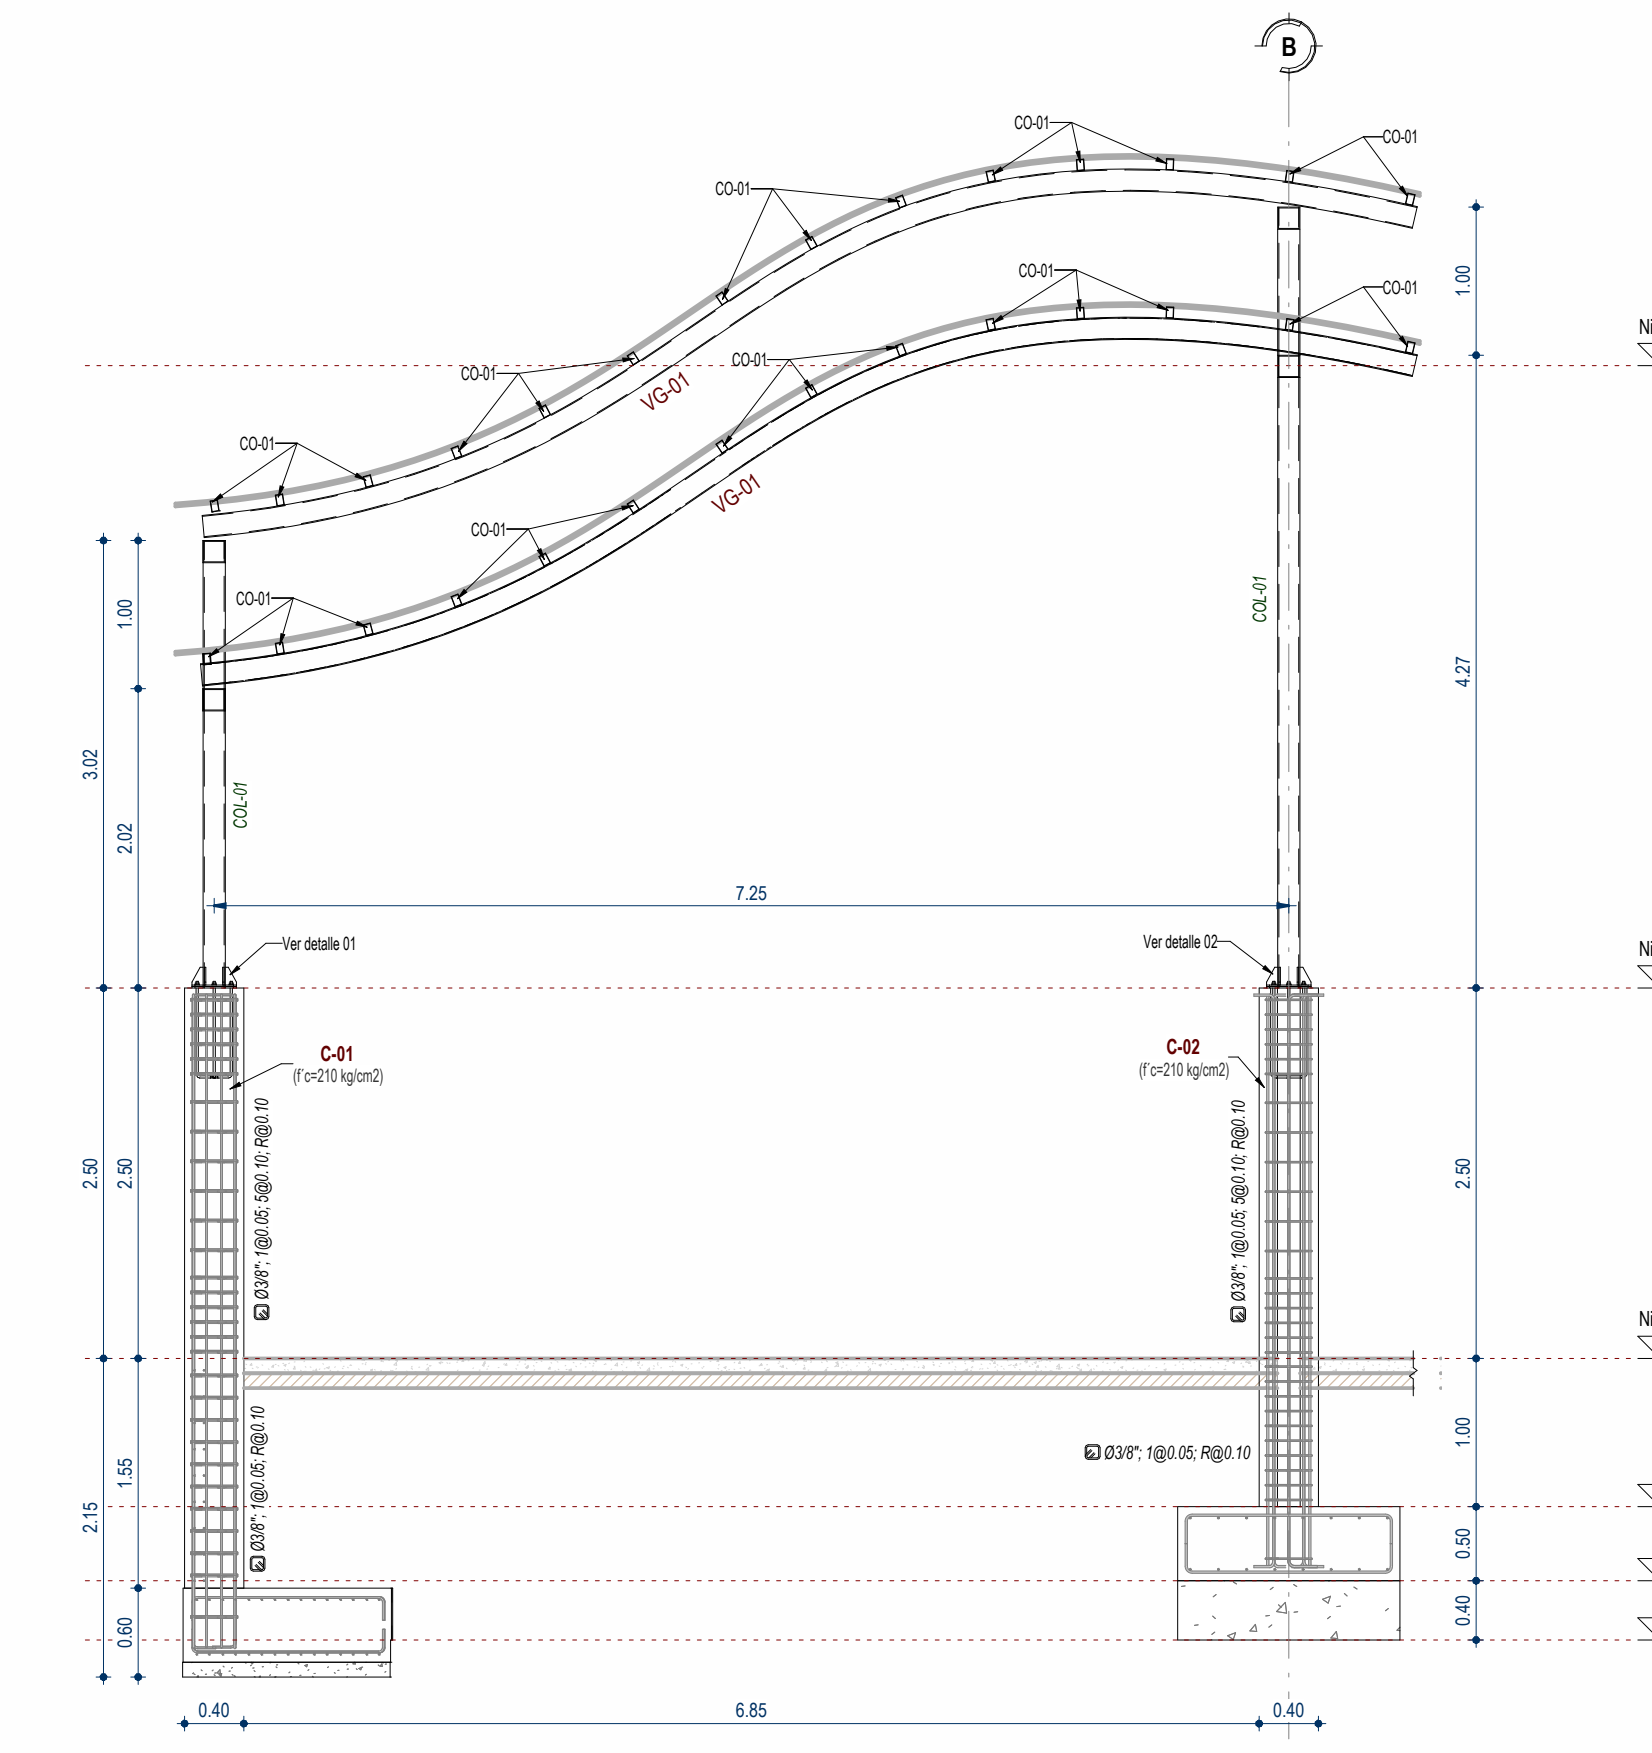 B
CO-01
CO-01
CO-01
CO-01
CO-01
1.00
CO-01
Ni
CO-01
CO-01
VG-01
CO-01
VG-01
CO-01
COL-01
CO-01
1.00
4.27
3.02
COL-01
2.02
7.25
Ver detalle 01
Ver detalle 02
Ni
C-01
(f´c=210 kg/cm2)
C-02
(f´c=210 kg/cm2)
2.50
2.50
Ø3/8"; 1@0.05; 5@0.10; R@0.10
Ø3/8"; 1@0.05; 5@0.10; R@0.10
2.50
Ni
1.00
Ø3/8"; 1@0.05; R@0.10
Ø3/8"; 1@0.05; R@0.10
1.55
2.15
0.50
0.60
0.40
0.40
6.85
0.40